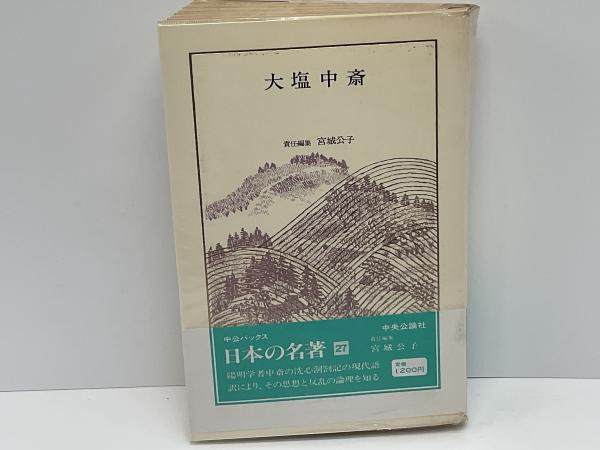 大塩中斎
責任編集 宮城公子
中公バックス
日本の名著 27
陽明学者中斎の洗心洞劄記の現代語
訳により、その思想と反乱の論理を知る
中央公論社
責任編集
宮城公子
定価
1200円